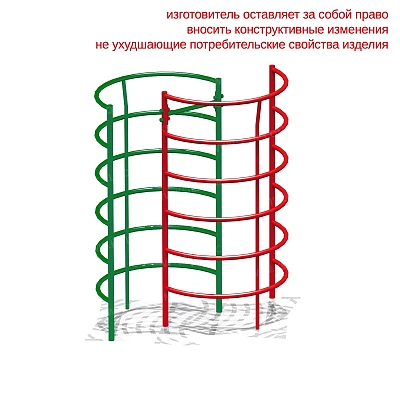 изготовитель оставляет за собой право
вносить конструктивные изменения
не ухудшающие потребительские свойства изделия